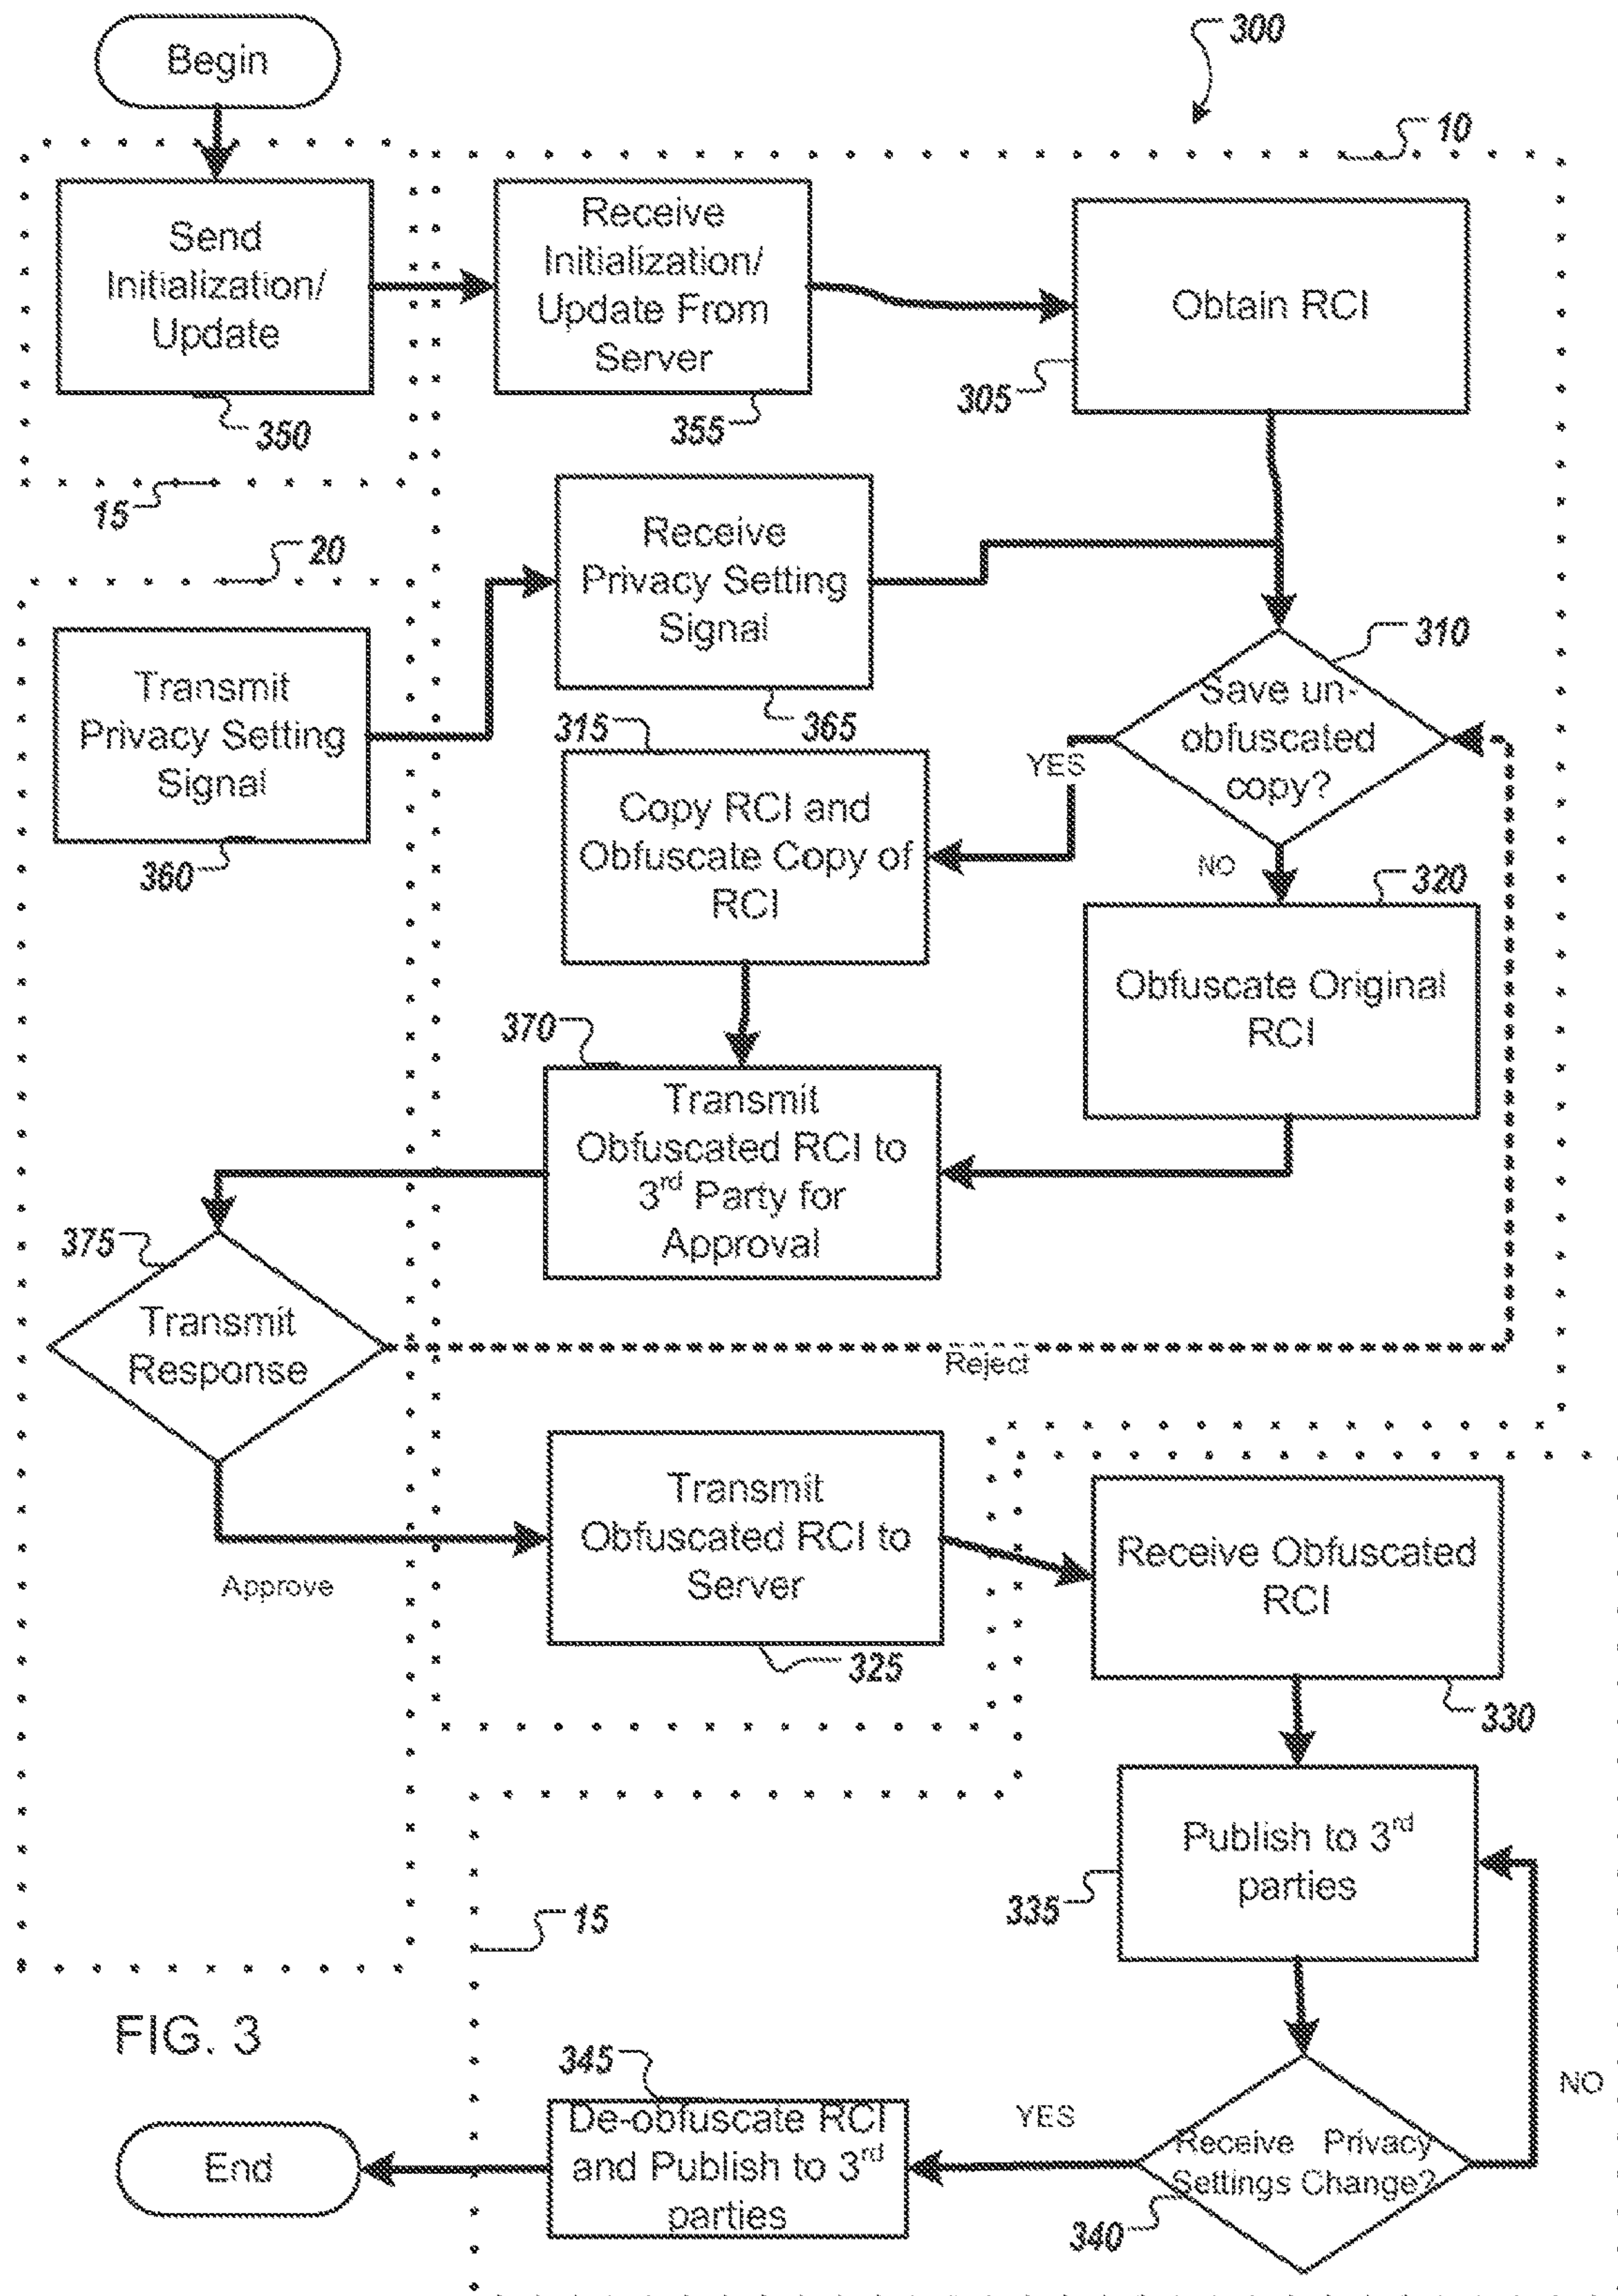 Begin
300
10
Send
Initialization/
Update
350
Receive
Initialization/
Update From
Server
355
Obtain RCI
305
15
20
Transmit
Privacy Setting
Signal
360
Receive
Privacy Setting
Signal
365
310
Save un-
obfuscated
copy?
YES
NO
315
Copy RCI and
Obfuscate Copy of
RCI
320
Obfuscate Original
RCI
370
Transmit
Obfuscated RCI to
3rd Party for
Approval
375
Transmit
Response
Reject
Approve
Transmit
Obfuscated RCI to
Server
325
Receive Obfuscated
RCI
330
Publish to 3rd
parties
335
15
FIG. 3
345
De-obfuscate RCI
and Publish to 3rd
parties
YES
NO
Receive Privacy
Settings Change?
340
End